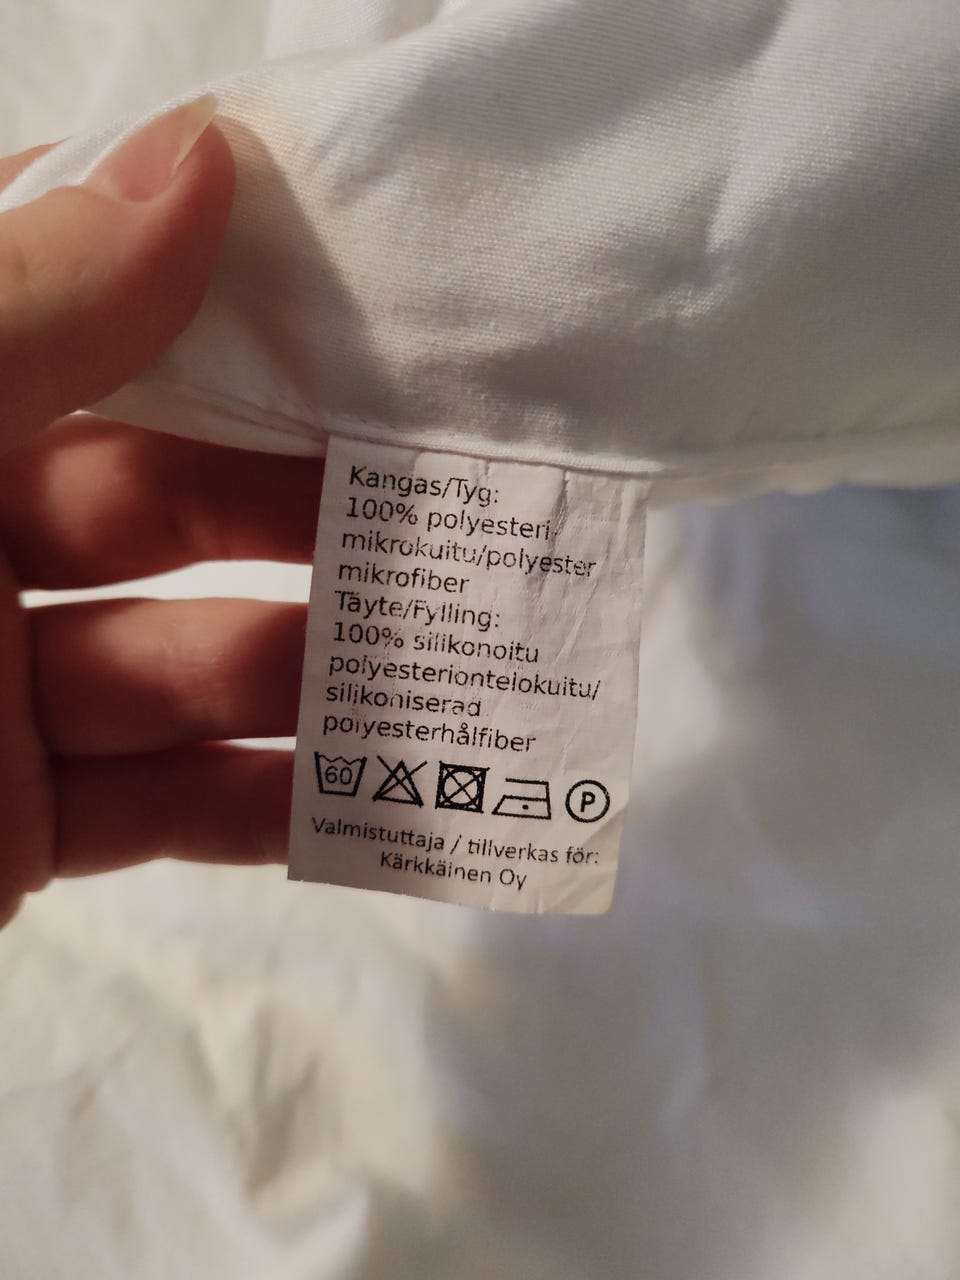 Kangas/Tyg:
100% polyesteri-
mikrokuitu/polyester
mikrofiber
Täyte/Fylling:
100% silikonoitu
polyesteriontelokuitu/
silikoniserad
polyesterhålfiber
60
P
Valmistuttaja / tillverkas för:
Kärkkäinen Oy